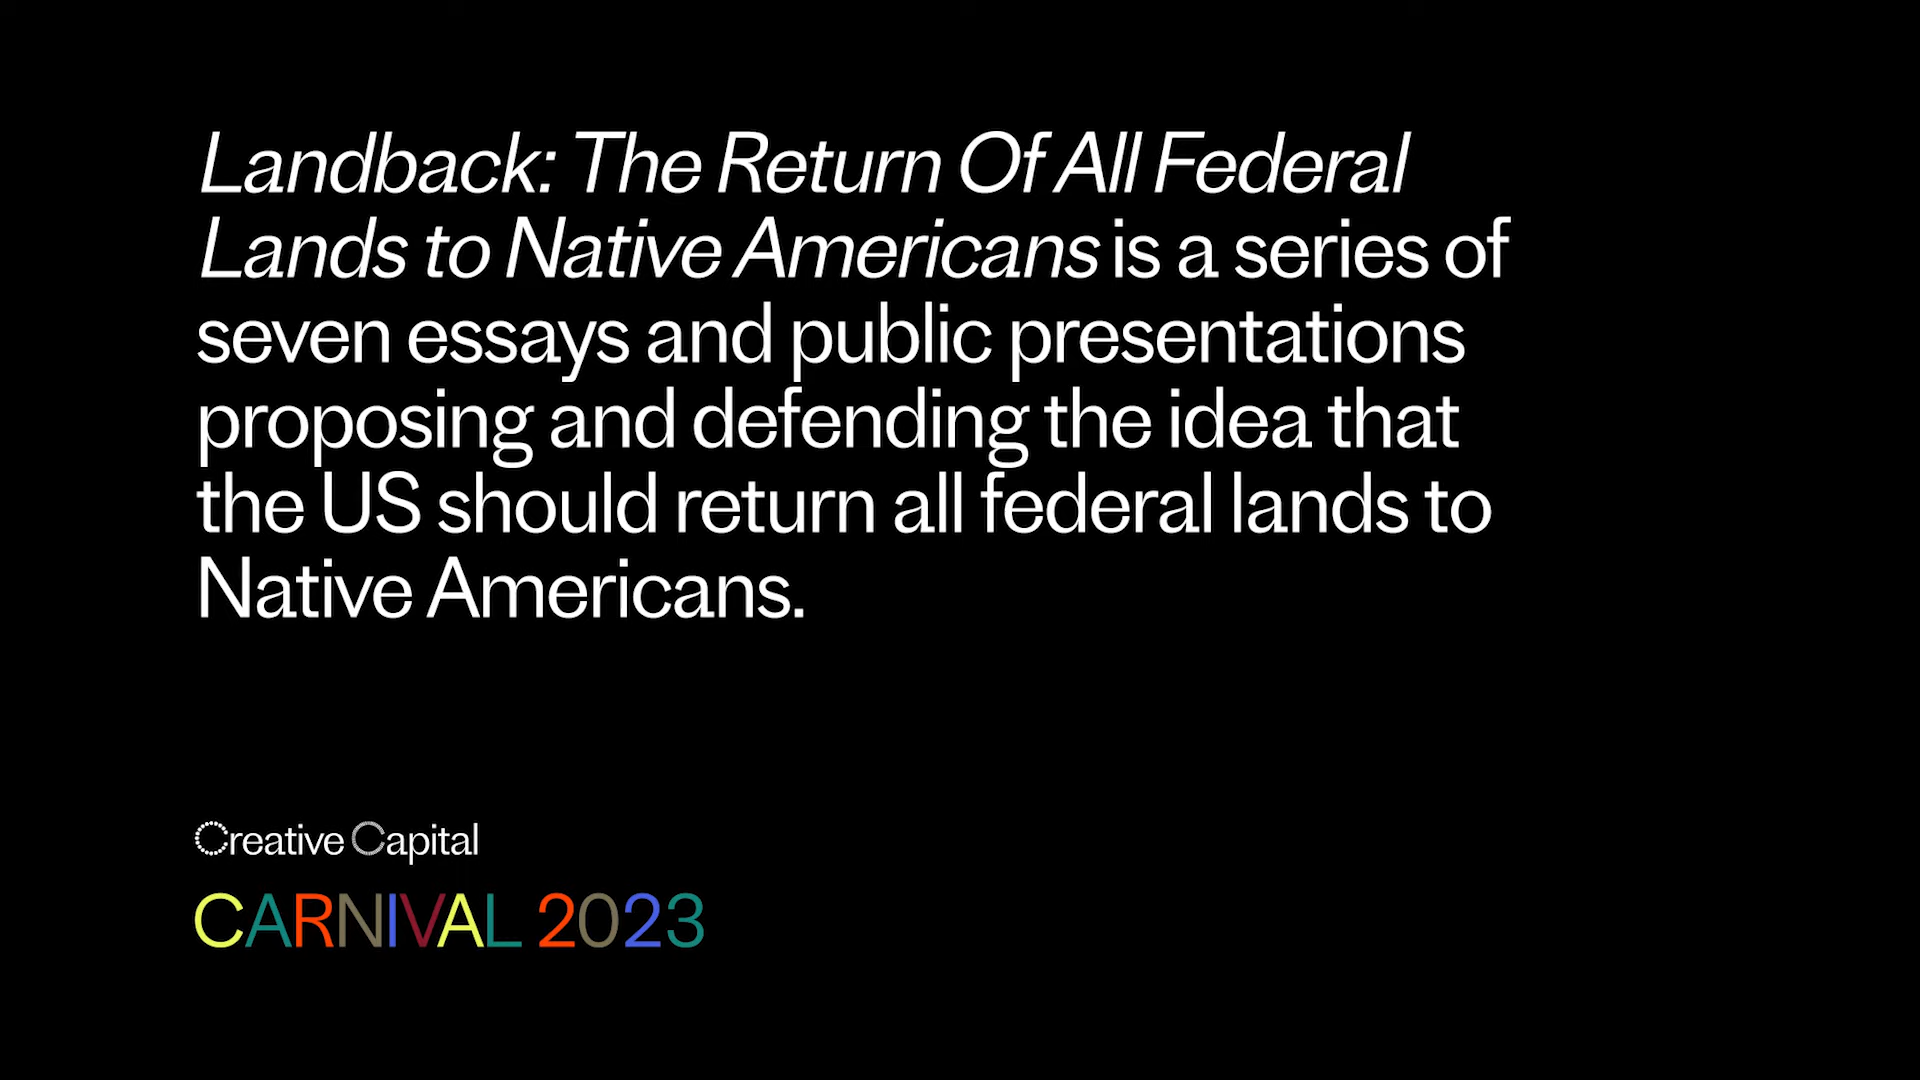 Landback: The Return Of All Federal
Lands to Native Americans is a series of
seven essays and public presentations
proposing and defending the idea that
the US should return all federal lands to
Native Americans.
Creative Capital
CARNIVAL 2023